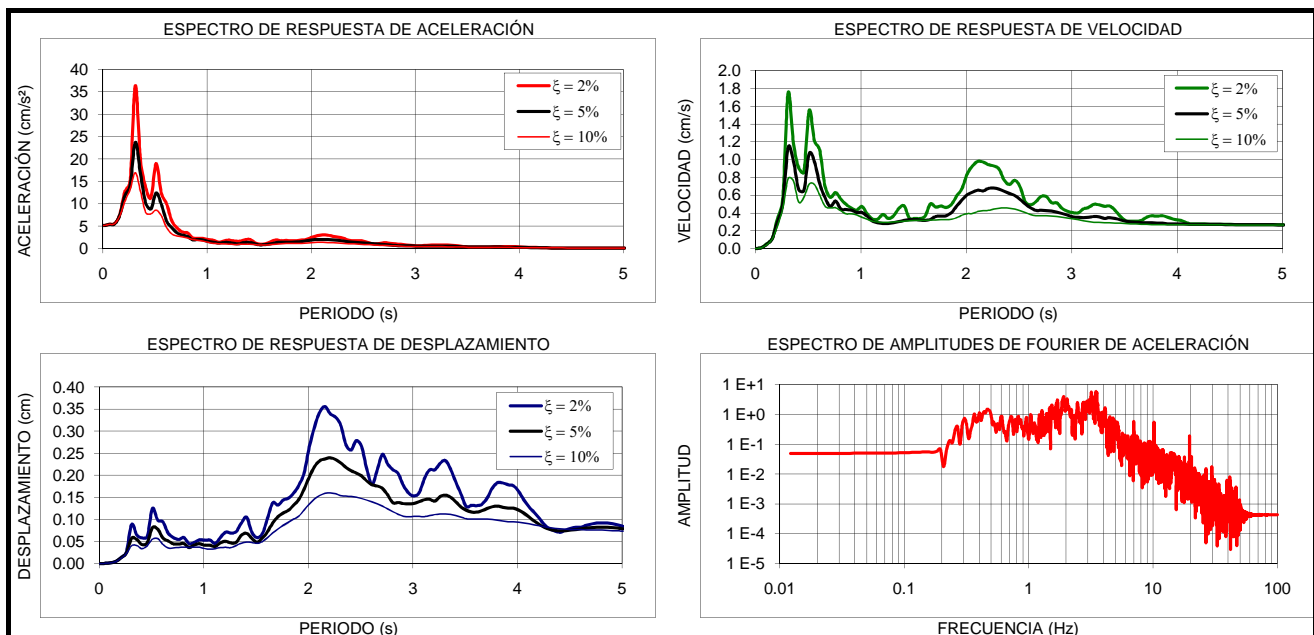 ESPECTRO DE RESPUESTA DE ACELERACIÓN
ACELERACIÓN (cm/s²)
40
35
30
25
20
15
10
5
0
0 1 2 3 4 5
PERIODO (s)
ξ = 2%
ξ = 5%
ξ = 10%
ESPECTRO DE RESPUESTA DE VELOCIDAD
VELOCIDAD (cm/s)
2.0
1.8
1.6
1.4
1.2
1.0
0.8
0.6
0.4
0.2
0.0
0 1 2 3 4 5
PERIODO (s)
ξ = 2%
ξ = 5%
ξ = 10%
ESPECTRO DE RESPUESTA DE DESPLAZAMIENTO
DESPLAZAMIENTO (cm)
0.40
0.35
0.30
0.25
0.20
0.15
0.10
0.05
0.00
0 1 2 3 4 5
PERIODO (s)
ξ = 2%
ξ = 5%
ξ = 10%
ESPECTRO DE AMPLITUDES DE FOURIER DE ACELERACIÓN
AMPLITUD
1 E+1
1 E+0
1 E-1
1 E-2
1 E-3
1 E-4
1 E-5
0.01 0.1 1 10 100
FRECUENCIA (Hz)